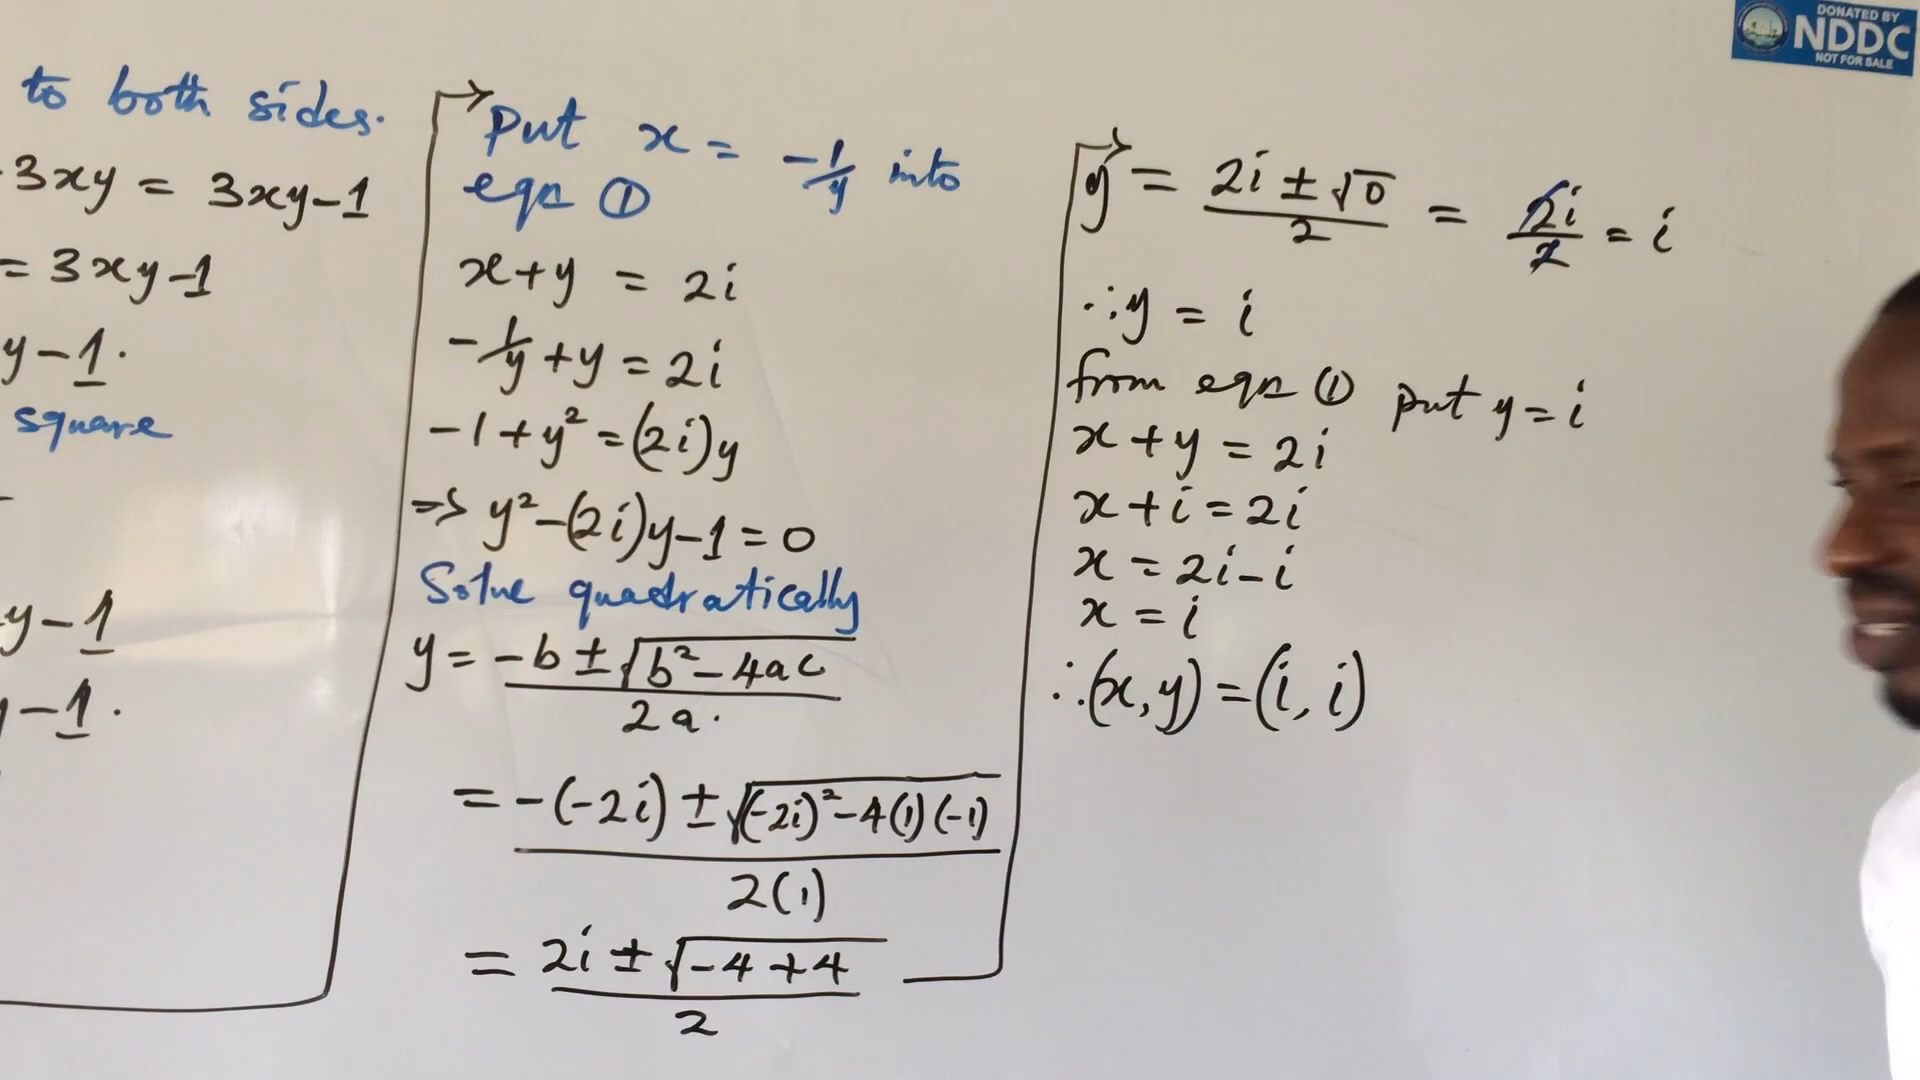 to both sides.
3xy = 3xy-1
= 3xy-1
y-1.
square
y-1
-1.
Put x = -1/y into
eqn ①
x+y = 2i
-1/y +y = 2i
-1+y² = (2i)y
⇒ y²-(2i)y-1 = 0
Solve quadratically
y = -b ± √b²-4ac
2a.
= -(-2i) ± √(-2i)²-4(1)(-1)
2(1)
= 2i ± √-4+4
2
y = 2i ± √0 / 2 = 2i / 2 = i
∴y = i
from eqn ① put y = i
x+y = 2i
x+i = 2i
x = 2i-i
x = i
∴(x,y) = (i, i)
DONATED BY
NDDC
NOT FOR SALE